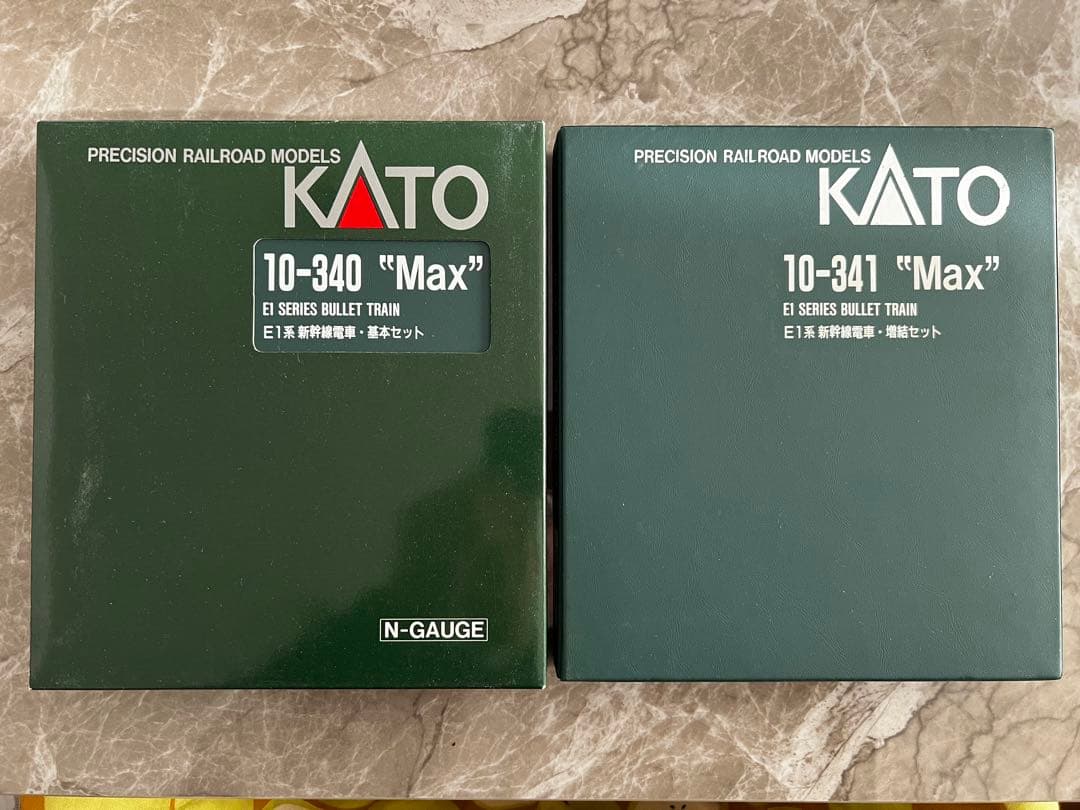 PRECISION RAILROAD MODELS
KATO
10-340 "Max"
E1 SERIES BULLET TRAIN
E1系 新幹線電車・基本セット
N-GAUGE
PRECISION RAILROAD MODELS
KATO
10-341 "Max"
E1 SERIES BULLET TRAIN
E1系 新幹線電車・増結セット